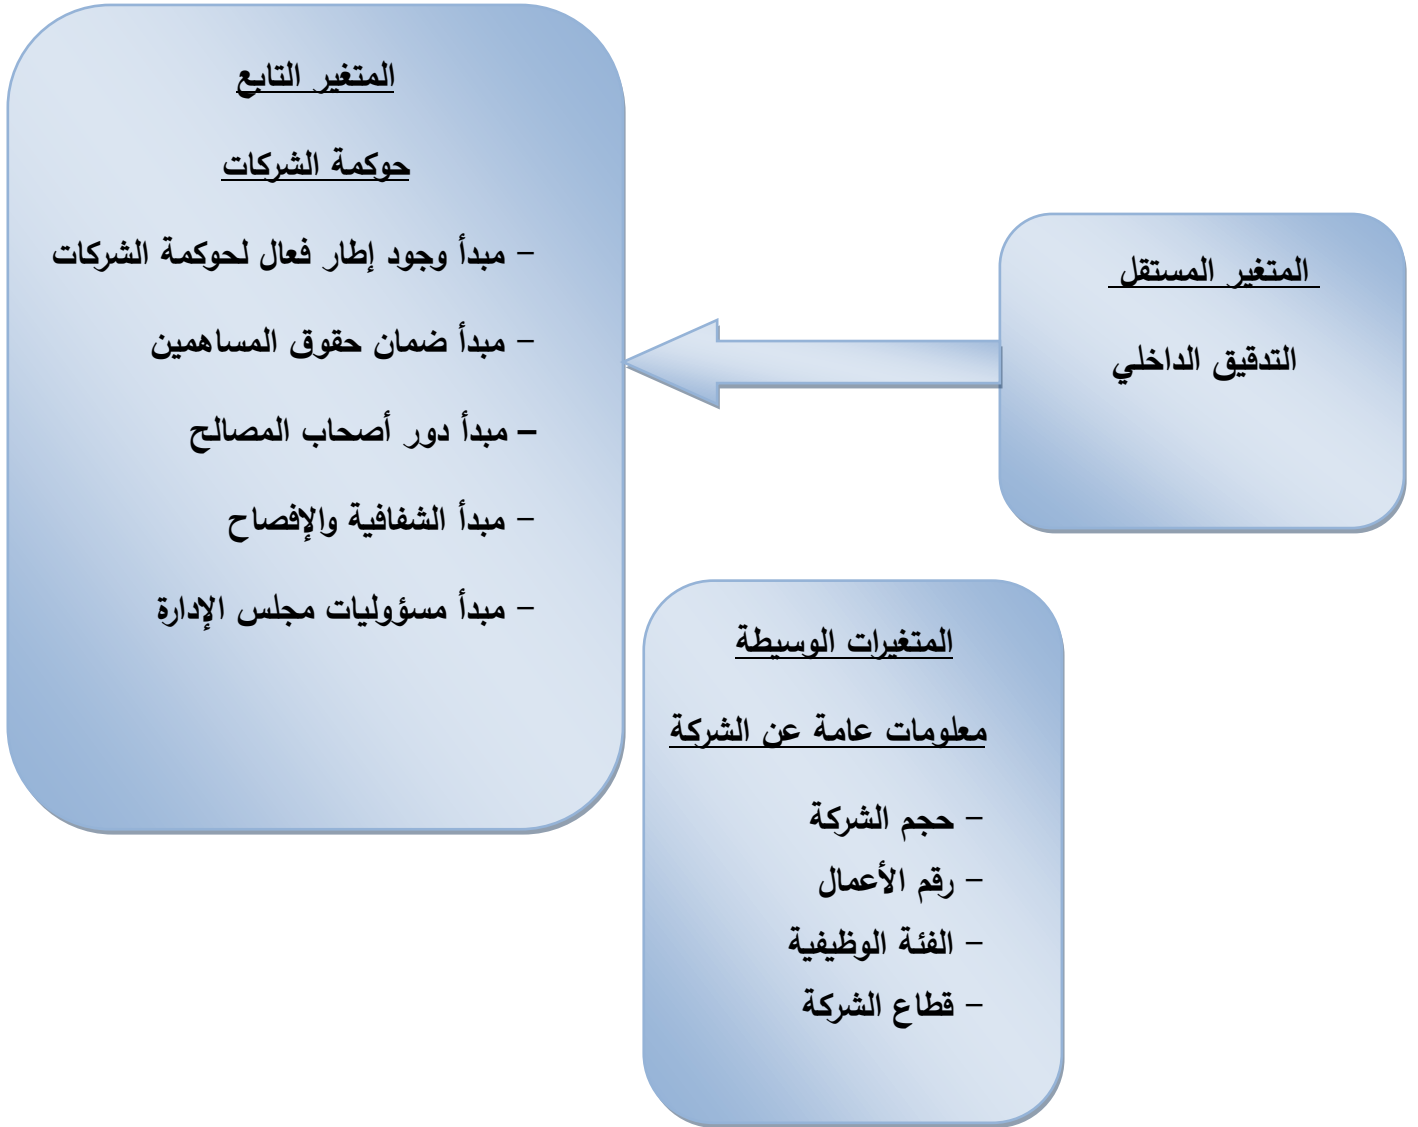 المتغير المستقل
التدقيق الداخلي
المتغير التابع
حوكمة الشركات
- مبدأ وجود إطار فعال لحوكمة الشركات
- مبدأ ضمان حقوق المساهمين
- مبدأ دور أصحاب المصالح
- مبدأ الشفافية والإفصاح
- مبدأ مسؤوليات مجلس الإدارة
المتغيرات الوسيطة
معلومات عامة عن الشركة
- حجم الشركة
- رقم الأعمال
- الفئة الوظيفية
- قطاع الشركة